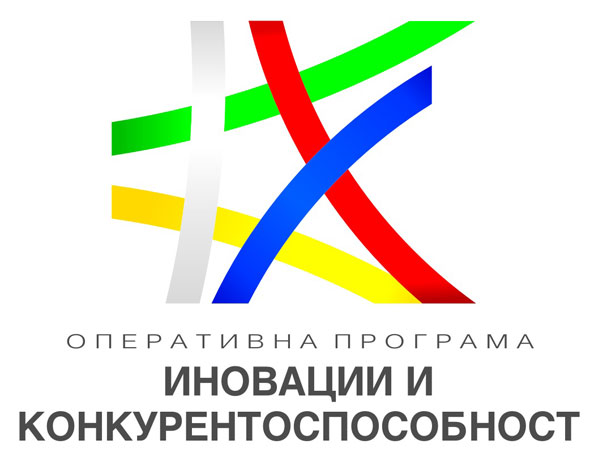 ОПЕРАТИВНА ПРОГРАМА
ИНОВАЦИИ И
КОНКУРЕНТОСПОСОБНОСТ